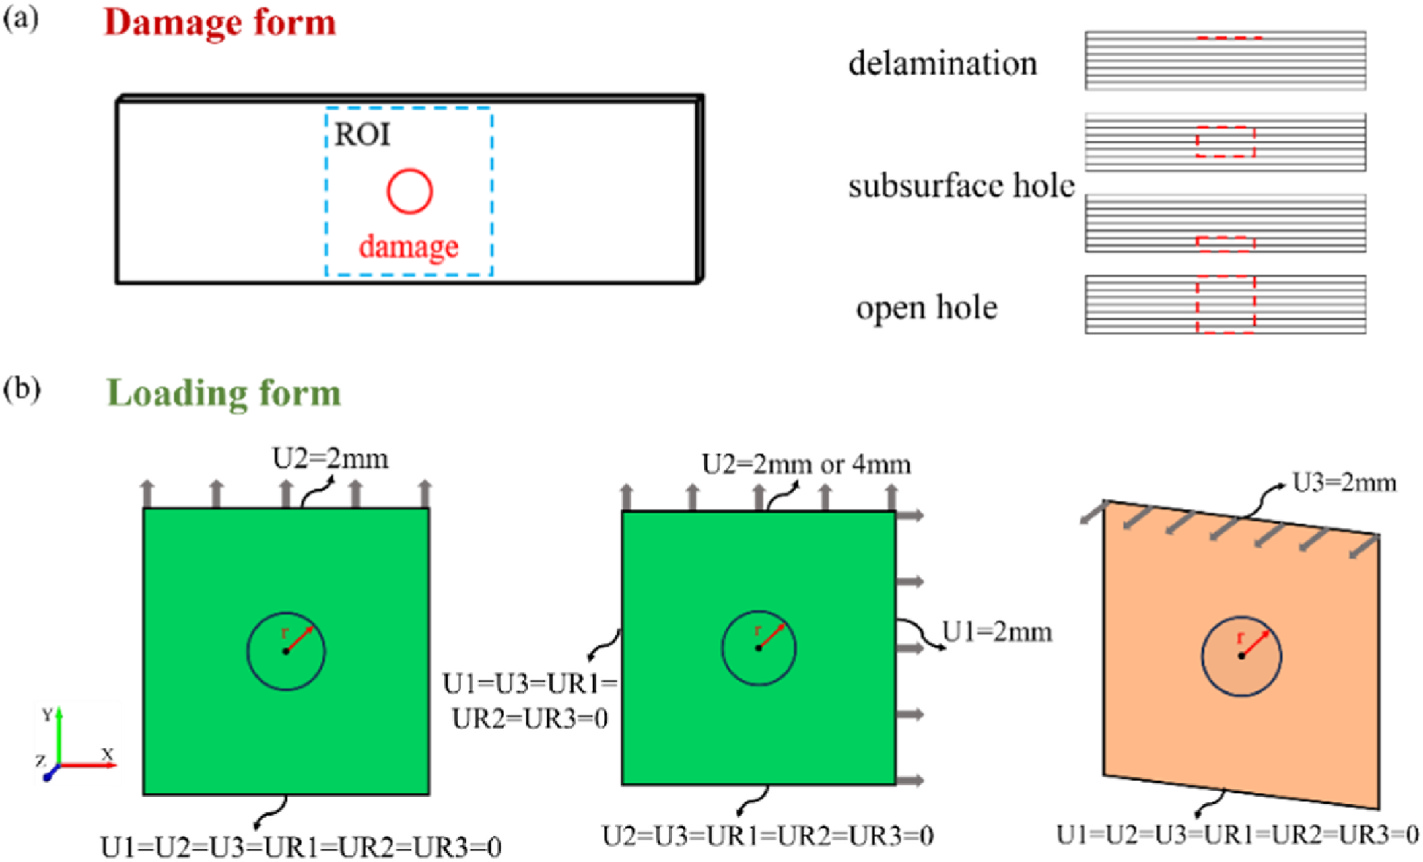 (a) Damage form
ROI
damage
delamination
subsurface hole
open hole
(b) Loading form
U2=2mm
r
U1=U2=U3=UR1=UR2=UR3=0
Y
X
Z
U2=2mm or 4mm
r
U1=2mm
U1=U3=UR1=
UR2=UR3=0
U2=U3=UR1=UR2=UR3=0
U3=2mm
r
U1=U2=U3=UR1=UR2=UR3=0